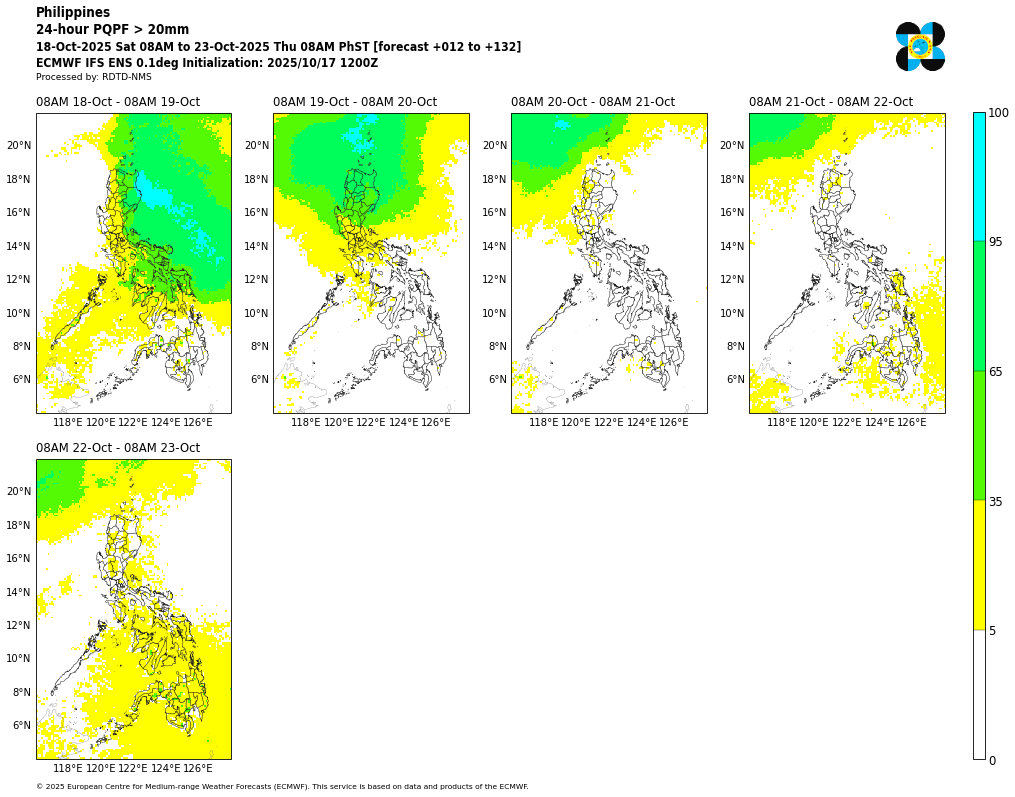 Philippines
24-hour PQPF > 20mm
18-Oct-2025 Sat 08AM to 23-Oct-2025 Thu 08AM PhST [forecast +012 to +132]
ECMWF IFS ENS 0.1deg Initialization: 2025/10/17 1200Z
Processed by: RDTD-NMS
08AM 18-Oct - 08AM 19-Oct
08AM 19-Oct - 08AM 20-Oct
08AM 20-Oct - 08AM 21-Oct
08AM 21-Oct - 08AM 22-Oct
20°N 20°N 20°N 20°N
18°N 18°N 18°N 18°N
16°N 16°N 16°N 16°N
14°N 14°N 14°N 14°N
12°N 12°N 12°N 12°N
10°N 10°N 10°N 10°N
8°N 8°N 8°N 8°N
6°N 6°N 6°N 6°N
118°E 120°E 122°E 124°E 126°E 118°E 120°E 122°E 124°E 126°E 118°E 120°E 122°E 124°E 126°E 118°E 120°E 122°E 124°E 126°E
08AM 22-Oct - 08AM 23-Oct
20°N
18°N
16°N
14°N
12°N
10°N
8°N
6°N
118°E 120°E 122°E 124°E 126°E
100
95
65
35
5
0
© 2025 European Centre for Medium-range Weather Forecasts (ECMWF). This service is based on data and products of the ECMWF.